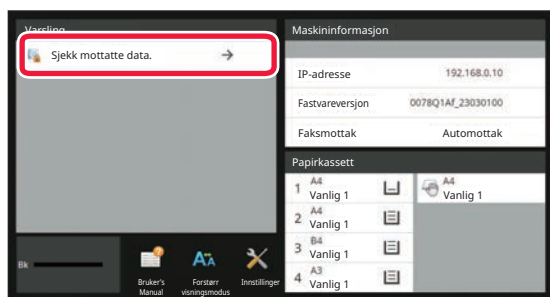 Varsling
Sjekk mottatte data.
Maskininformasjon
IP-adresse 192.168.0.10
Fastvareversjon 0078Q1Af_23030100
Faksmottak Automottak
Papirkassett
1 A4
Vanlig 1
A4
Vanlig 1
2 A4
Vanlig 1
3 B4
Vanlig 1
4 A3
Vanlig 1
Bk
Bruker's
Manual
Forstørr
visningsmodus
Innstillinger